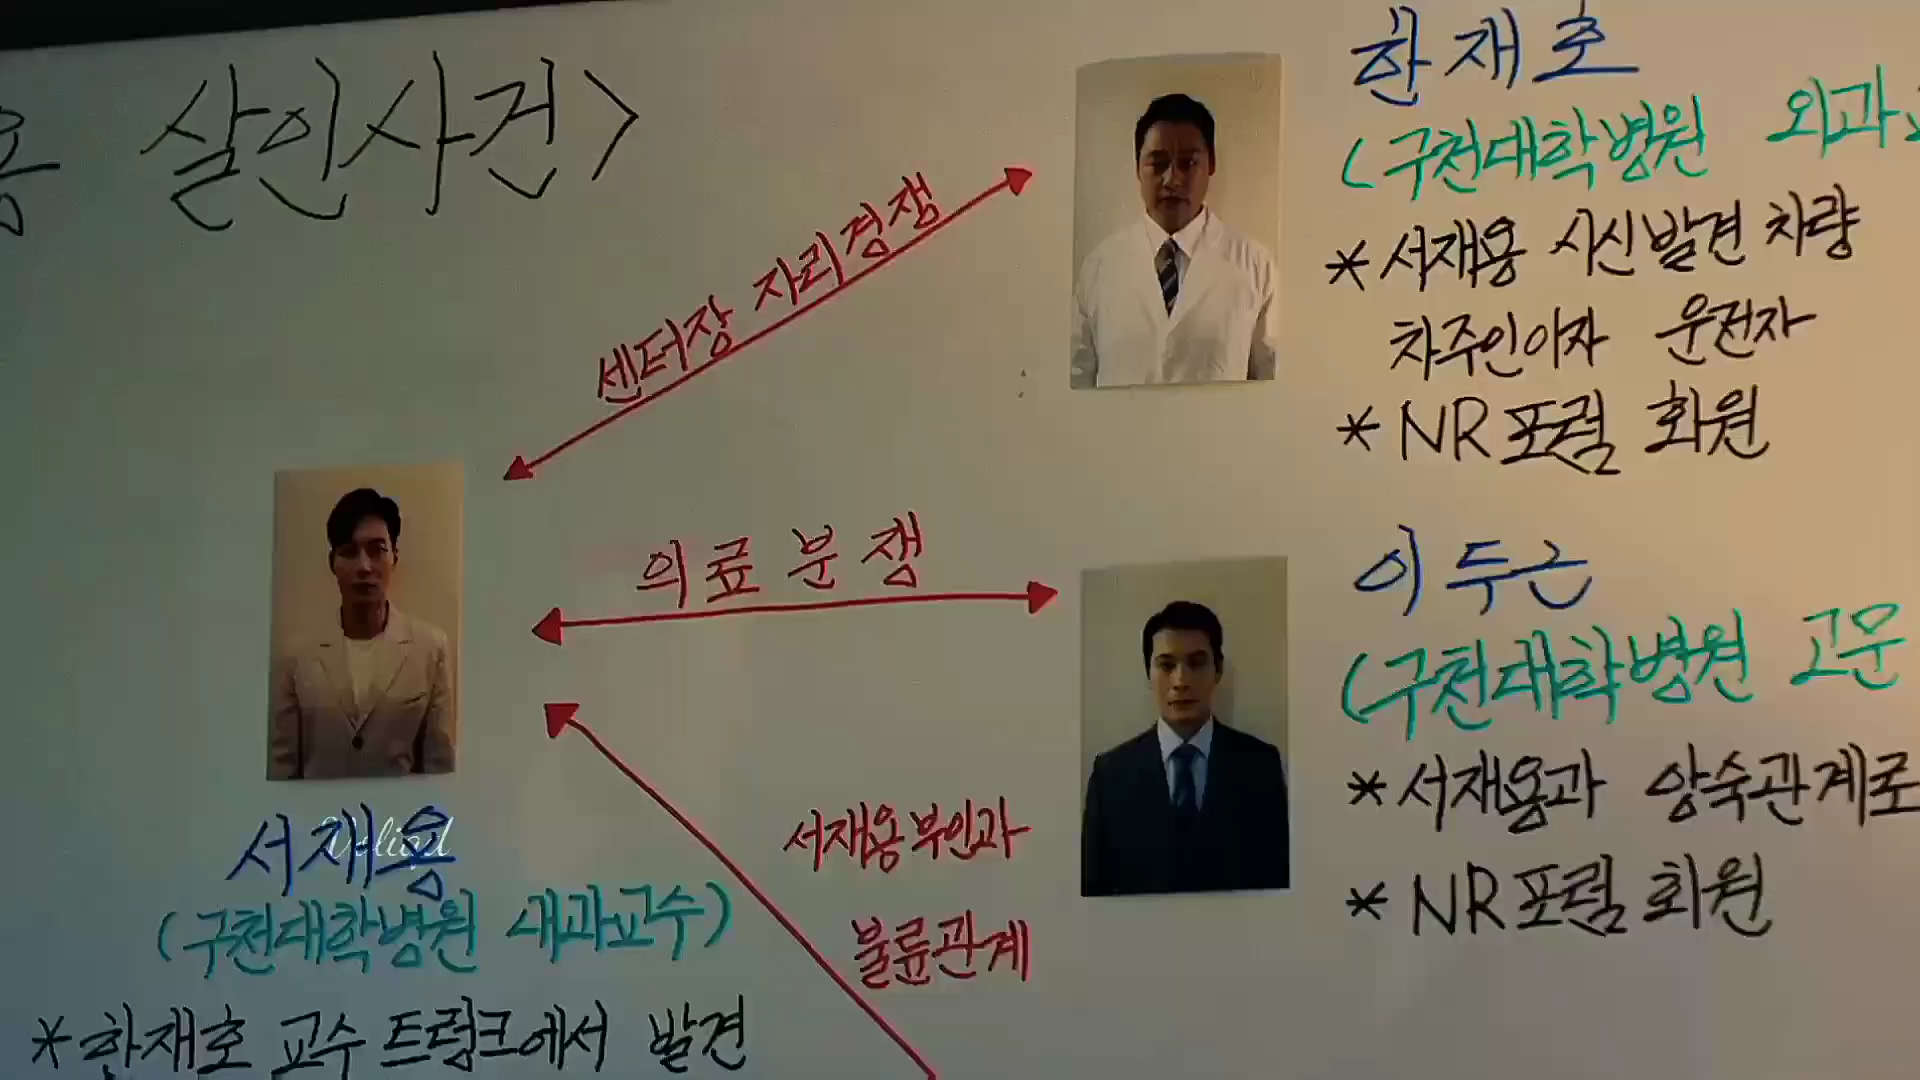 용 살인사건>
센터장 자리경쟁
의료분쟁
서재용부인과
불륜관계
서재용
(구천대학병원 내과교수)
*한재호 교수 트렁크에서 발견
한재호
(구천대학병원 외과교
*서재용 시신발견 차량
차주인이자 운전자
*NR포럼 회원
이두근
(구천대학병원 고문
*서재용과 앙숙관계로
*NR포럼 회원